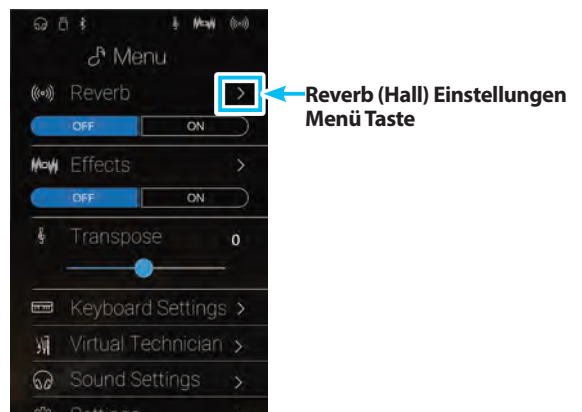 Menu
Reverb
Reverb (Hall) Einstellungen
Menü Taste
OFF ON
Effects
OFF ON
Transpose 0
Keyboard Settings
Virtual Technician
Sound Settings